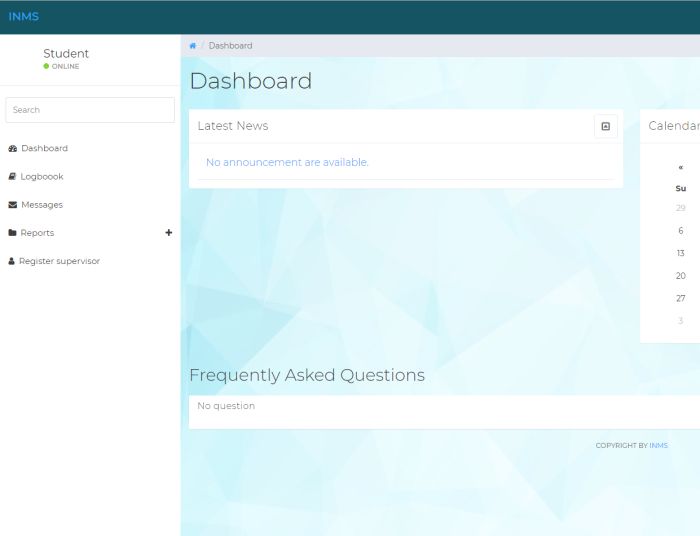 INMS
Student
ONLINE
Search
Dashboard
Logboook
Messages
Reports
Register supervisor
/ Dashboard
Dashboard
Latest News
No announcement are available.
Calendar
«
Su
29
6
13
20
27
3
Frequently Asked Questions
No question
COPYRIGHT BY INMS